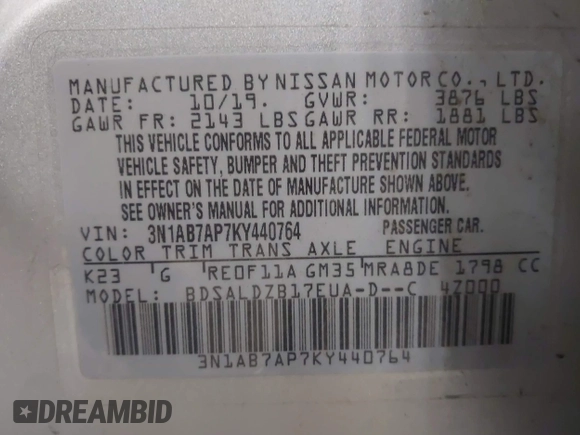 MANUFACTURED BY NISSAN MOTOR CO., LTD.
DATE: 10/19. GVWR: 3876 LBS
GAWR FR: 2143 LBS GAWR RR: 1881 LBS
THIS VEHICLE CONFORMS TO ALL APPLICABLE FEDERAL MOTOR
VEHICLE SAFETY, BUMPER AND THEFT PREVENTION STANDARDS
IN EFFECT ON THE DATE OF MANUFACTURE SHOWN ABOVE.
SEE OWNER'S MANUAL FOR ADDITIONAL INFORMATION.
VIN: 3N1AB7AP7KY440764 PASSENGER CAR.
COLOR TRIM TRANS AXLE ENGINE
K23 G RE0F11A GM35 MRA8DE 1798 CC
MODEL: BDSALDZB17EUA-D--C 4Z000
3N1AB7AP7KY440764
DREAMBID